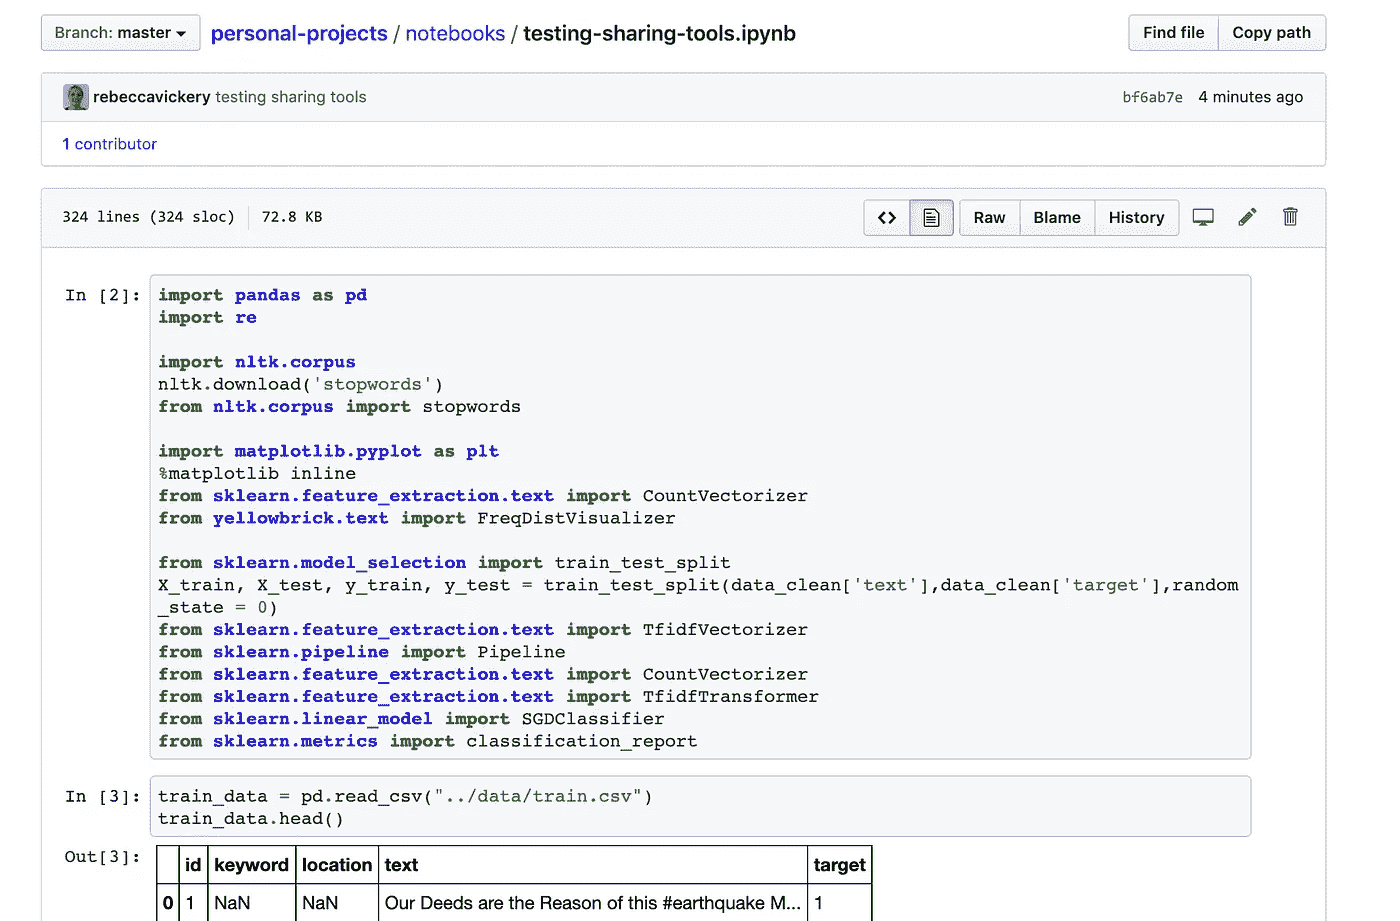 Branch: master personal-projects / notebooks / testing-sharing-tools.ipynb Find file Copy path
rebeccavickery testing sharing tools bf6ab7e 4 minutes ago
1 contributor
324 lines (324 sloc) 72.8 KB <> Raw Blame History
In [2]: import pandas as pd
import re
import nltk.corpus
nltk.download('stopwords')
from nltk.corpus import stopwords
import matplotlib.pyplot as plt
%matplotlib inline
from sklearn.feature_extraction.text import CountVectorizer
from yellowbrick.text import FreqDistVisualizer
from sklearn.model_selection import train_test_split
X_train, X_test, y_train, y_test = train_test_split(data_clean['text'],data_clean['target'],random
_state = 0)
from sklearn.feature_extraction.text import TfidfVectorizer
from sklearn.pipeline import Pipeline
from sklearn.feature_extraction.text import CountVectorizer
from sklearn.feature_extraction.text import TfidfTransformer
from sklearn.linear_model import SGDClassifier
from sklearn.metrics import classification_report
In [3]: train_data = pd.read_csv("../data/train.csv")
train_data.head()
Out[3]: id keyword location text target
0 1 NaN NaN Our Deeds are the Reason of this #earthquake M... 1